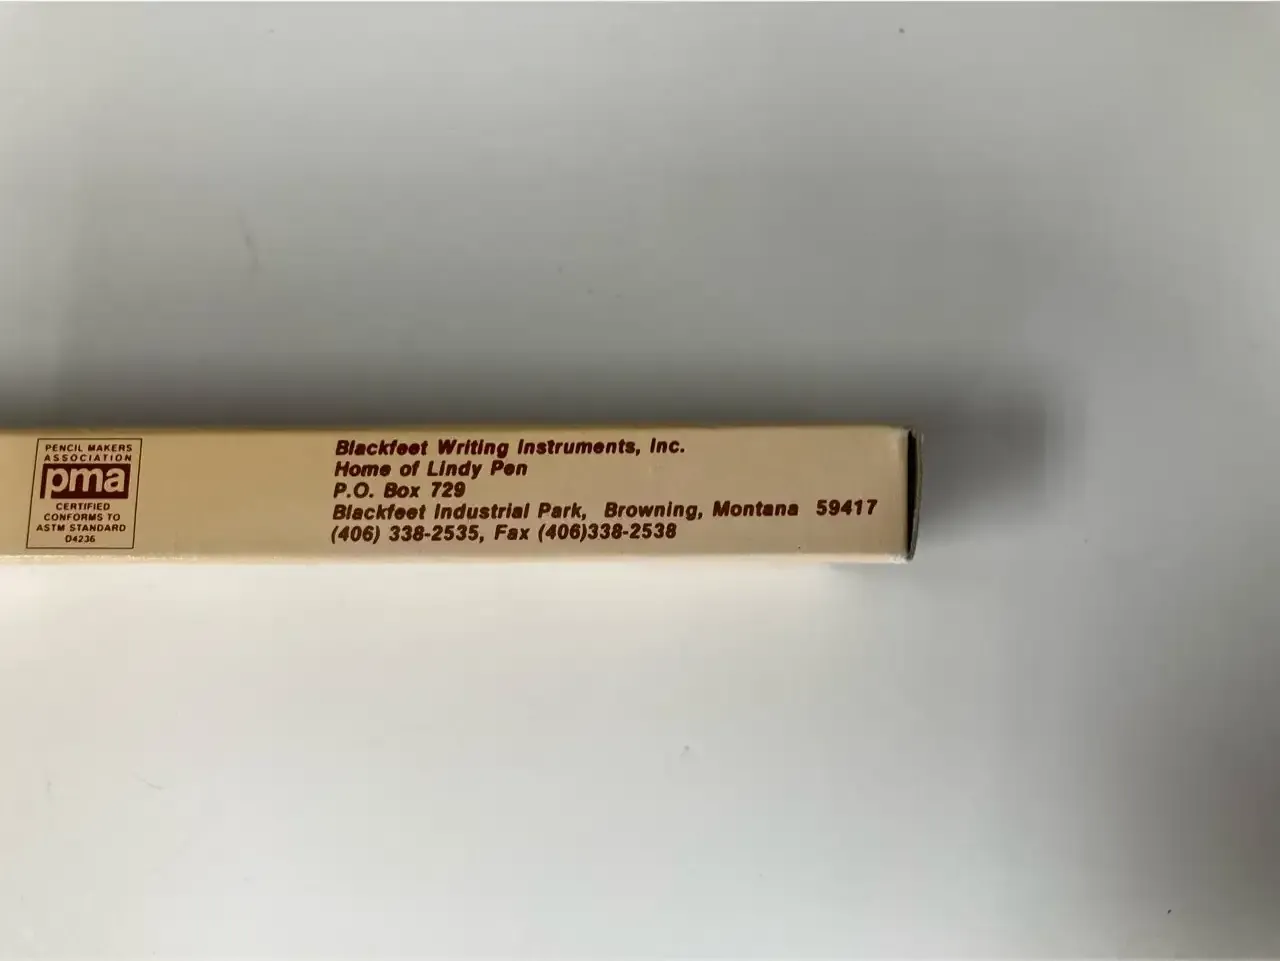 PENCIL MAKERS
ASSOCIATION
pma
CERTIFIED
CONFORMS TO
ASTM STANDARD
D4236
Blackfeet Writing Instruments, Inc.
Home of Lindy Pen
P.O. Box 729
Blackfeet Industrial Park, Browning, Montana 59417
(406) 338-2535, Fax (406)338-2538